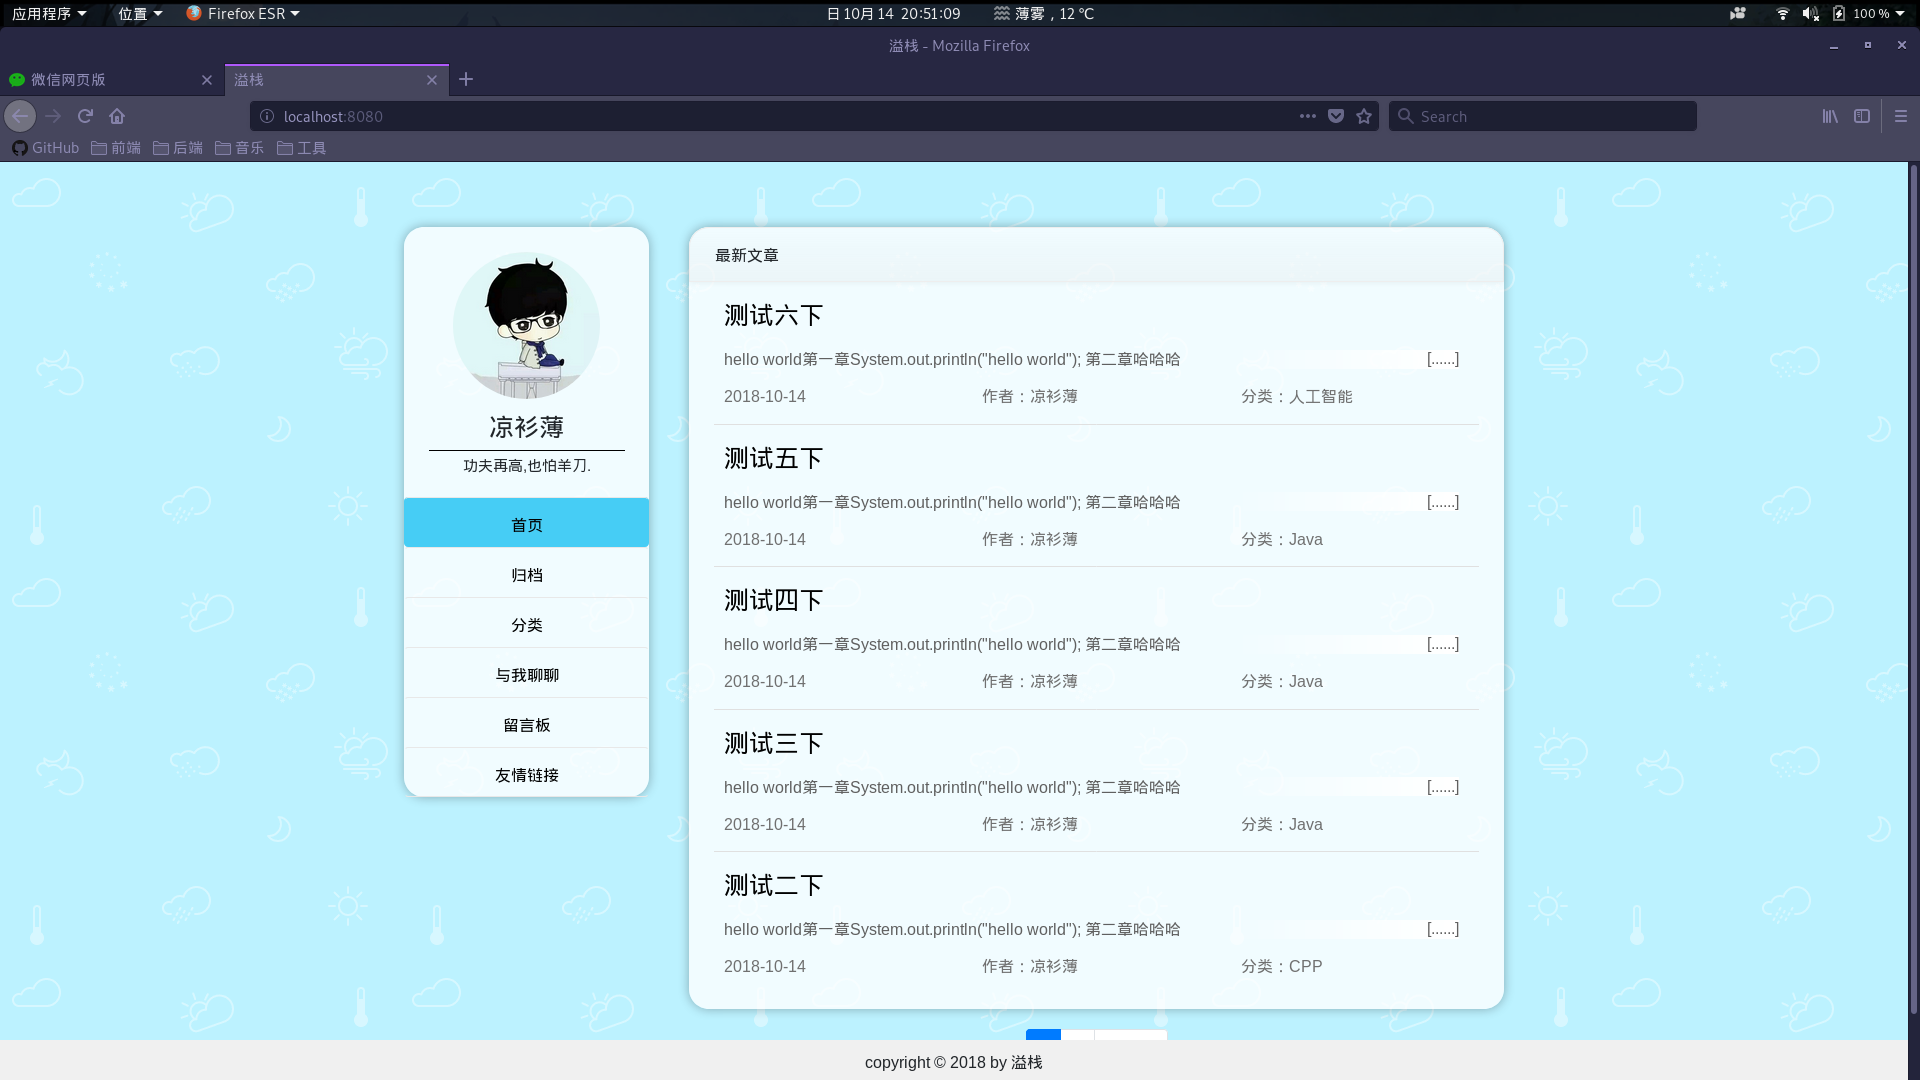 应用程序 位置 Firefox ESR 日10月14 20:51:09 薄雾，12 ℃ 100 %
溢栈 - Mozilla Firefox
微信网页版 溢栈
localhost:8080 Search
GitHub 前端 后端 音乐 工具
凉衫薄
功夫再高,也怕羊刀.
首页
归档
分类
与我聊聊
留言板
友情链接
最新文章
测试六下
hello world第一章System.out.println("hello world"); 第二章哈哈哈 [......]
2018-10-14 作者：凉衫薄 分类：人工智能
测试五下
hello world第一章System.out.println("hello world"); 第二章哈哈哈 [......]
2018-10-14 作者：凉衫薄 分类：Java
测试四下
hello world第一章System.out.println("hello world"); 第二章哈哈哈 [......]
2018-10-14 作者：凉衫薄 分类：Java
测试三下
hello world第一章System.out.println("hello world"); 第二章哈哈哈 [......]
2018-10-14 作者：凉衫薄 分类：Java
测试二下
hello world第一章System.out.println("hello world"); 第二章哈哈哈 [......]
2018-10-14 作者：凉衫薄 分类：CPP
copyright © 2018 by 溢栈